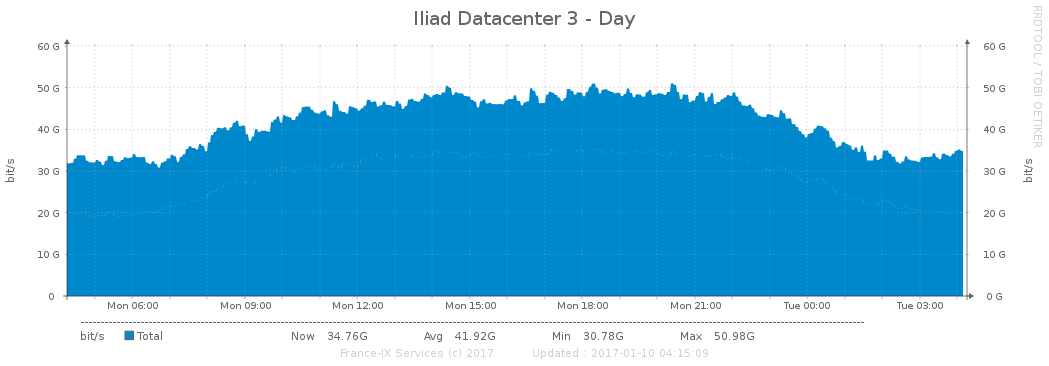 Iliad Datacenter 3 - Day
RRDTOOL / TOBI OETIKER
60 G 60 G
50 G 50 G
40 G 40 G
30 G 30 G
20 G 20 G
10 G 10 G
0 0 G
bit/s bit/s
Mon 06:00 Mon 09:00 Mon 12:00 Mon 15:00 Mon 18:00 Mon 21:00 Tue 00:00 Tue 03:00
bit/s Total Now 34.76G Avg 41.92G Min 30.78G Max 50.98G
France-IX Services (c) 2017 Updated : 2017-01-10 04:15:09